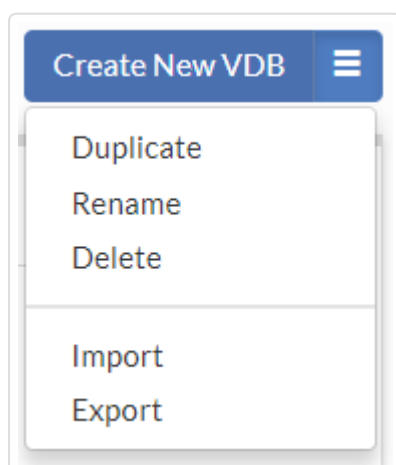 Create New VDB
Duplicate
Rename
Delete
Import
Export